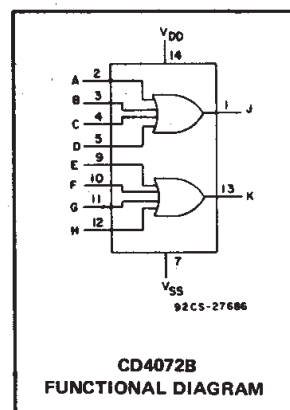 VDD
14
A 2
B 3
1 J
C 4
D 5
E 9
F 10
13 K
G 11
H 12
7
VSS
92CS-27686
CD4072B
FUNCTIONAL DIAGRAM